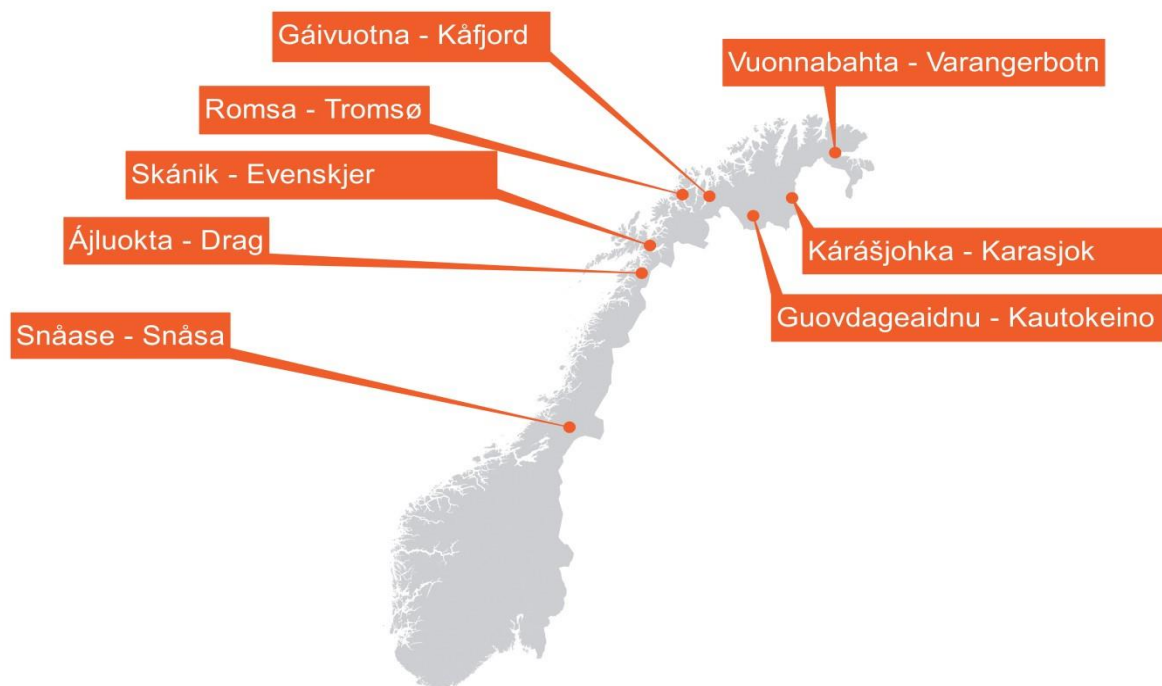 Gáivuotna - Kåfjord
Vuonnabahta - Varangerbotn
Romsa - Tromsø
Skánik - Evenskjer
Ájluokta - Drag
Kárášjohka - Karasjok
Guovdageaidnu - Kautokeino
Snåase - Snåsa